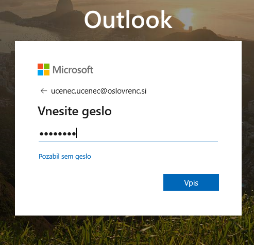 Outlook
Microsoft
← ucenec.ucenec@oslovrenc.si
Vnesite geslo
••••••••
Pozabil sem geslo
Vpis